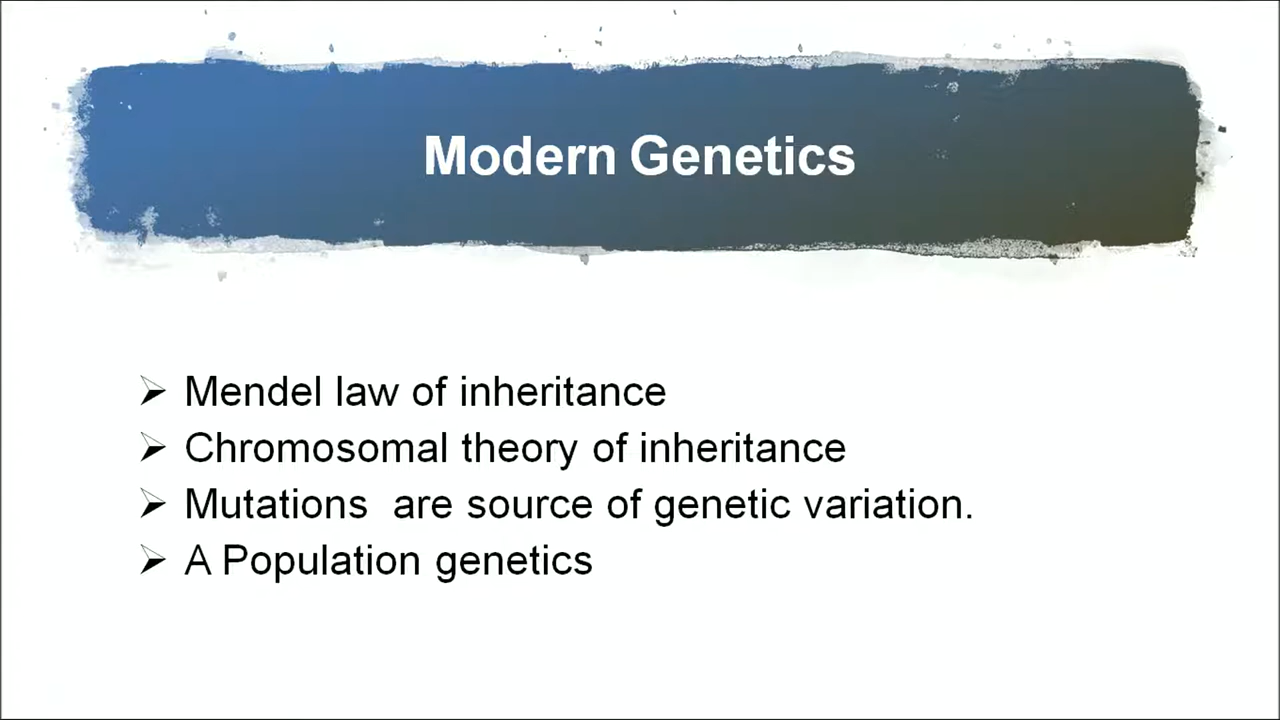 Modern Genetics
Mendel law of inheritance
Chromosomal theory of inheritance
Mutations  are source of genetic variation.
A Population genetics